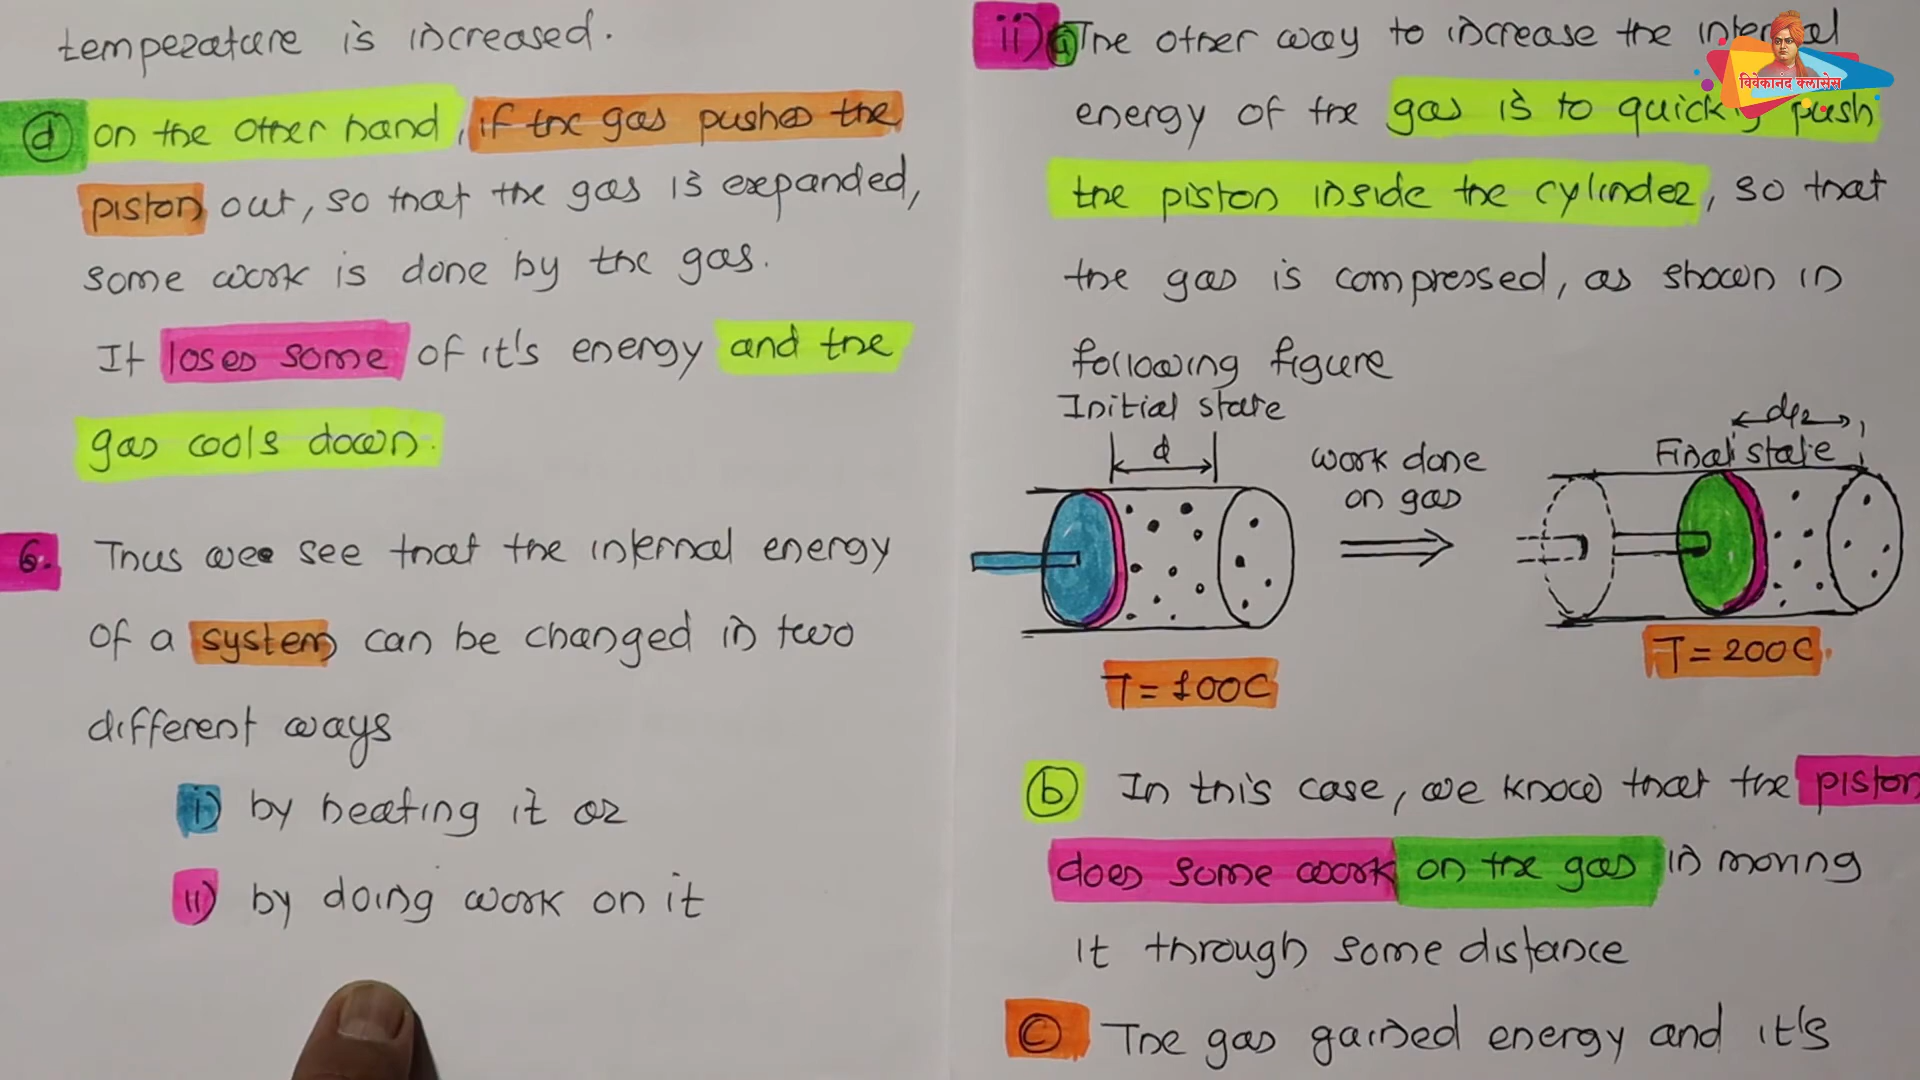 temperature is increased.
d on the other hand, if the gas pushes the
piston out, so that the gas is expanded,
some work is done by the gas.
It loses some of it's energy and the
gas cools down.
6. Thus we see that the internal energy
of a system can be changed in two
different ways
i) by heating it or
ii) by doing work on it
ii) a The other way to increase the internal
energy of the gas is to quickly push
the piston inside the cylinder, so that
the gas is compressed, as shown in
following figure
Initial state
d
work done
on gas
d/2
Final state
T = 100C
T = 200C.
b In this case, we know that the piston
does some work on the gas in moving
it through some distance
c The gas gained energy and it's
विवेकानंद क्लासेस